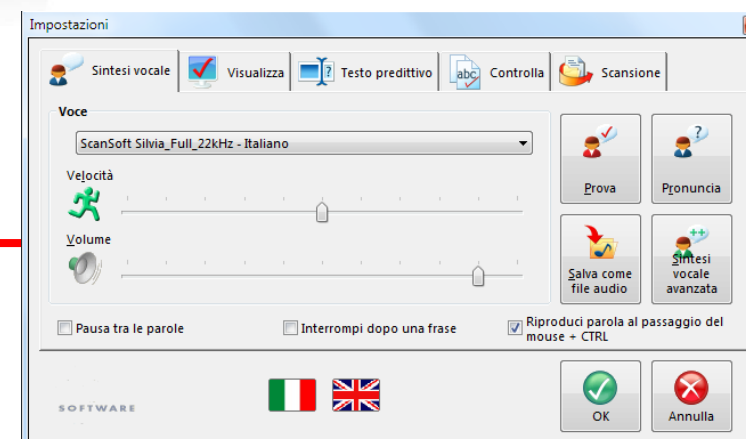 Impostazioni
Sintesi vocale
Visualizza
Testo predittivo
abc
Controlla
Scansione
Voce
ScanSoft Silvia_Full_22kHz - Italiano
Velocità
Volume
Prova
Pronuncia
Salva come
file audio
Sintesi
vocale
avanzata
Pausa tra le parole
Interrompi dopo una frase
Riproduci parola al passaggio del
mouse + CTRL
SOFTWARE
OK
Annulla